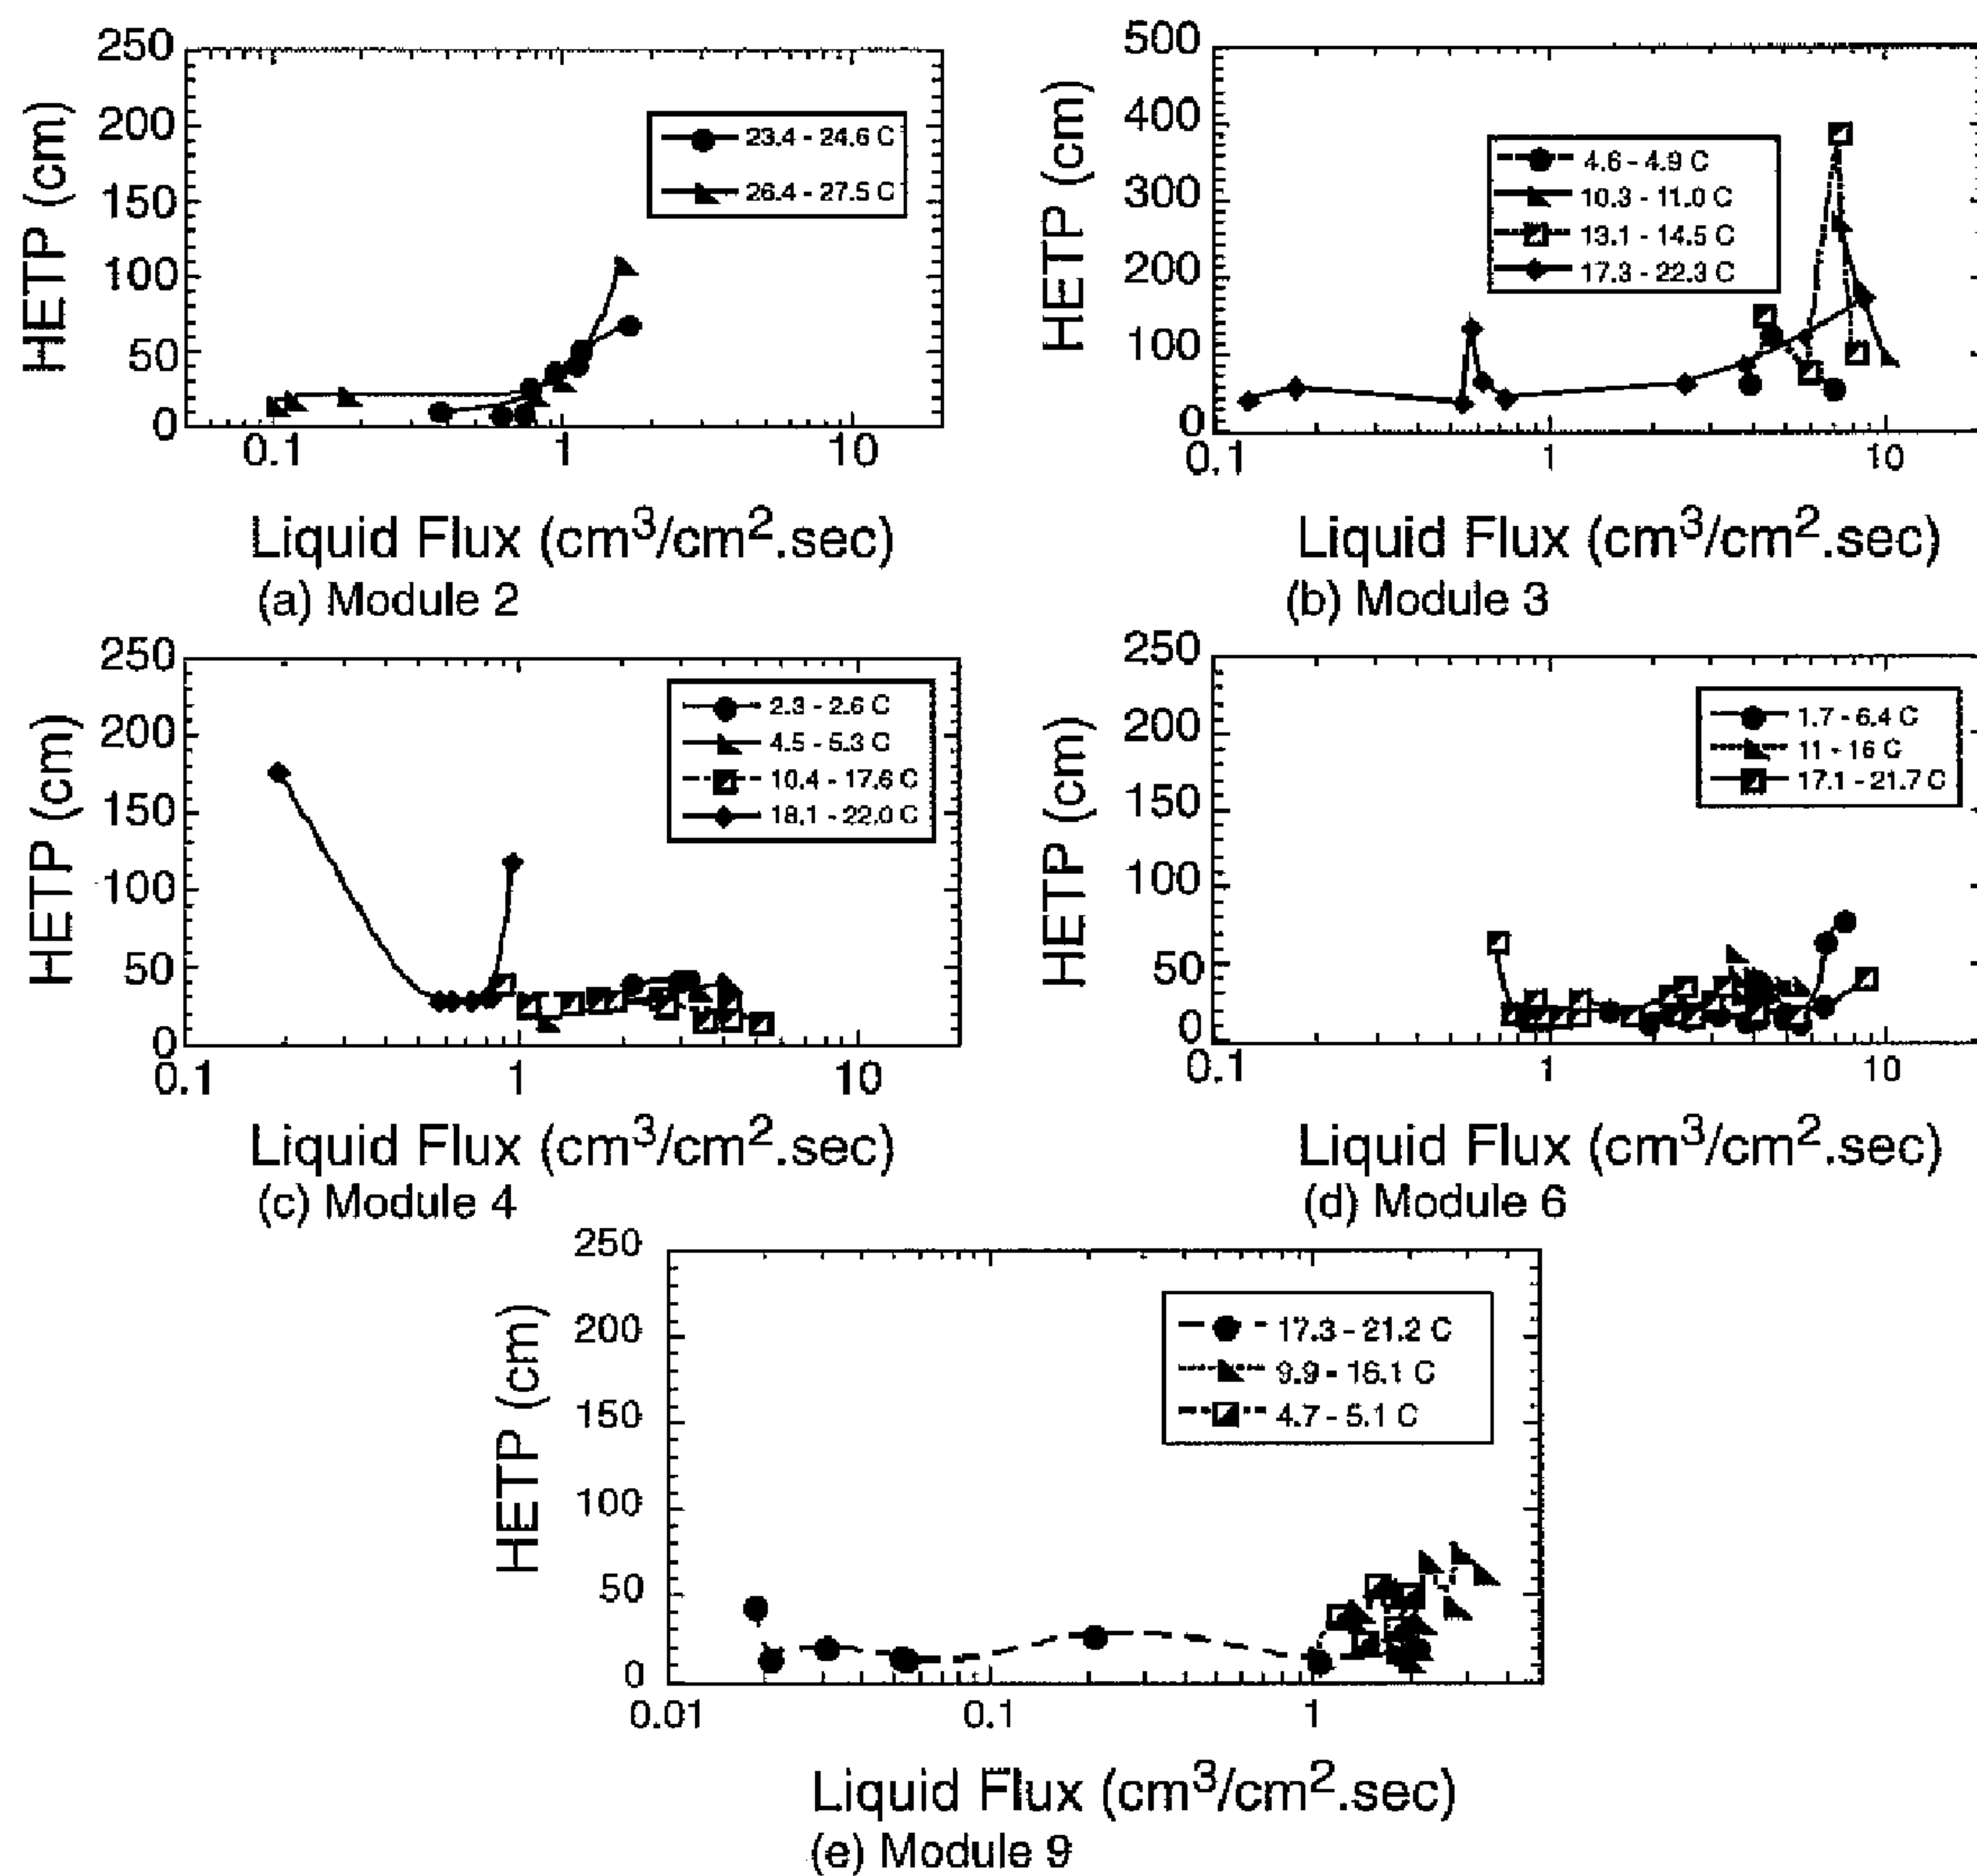 250
200
150
100
50
0
HETP (cm)
23.4 - 24.6 C
26.4 - 27.5 C
0.1 1 10
Liquid Flux (cm³/cm².sec)
(a) Module 2
500
400
300
200
100
0
HETP (cm)
4.6 - 4.9 C
10.3 - 11.0 C
13.1 - 14.5 C
17.3 - 22.3 C
0.1 1 10
Liquid Flux (cm³/cm².sec)
(b) Module 3
250
200
150
100
50
0
HETP (cm)
2.3 - 2.6 C
4.5 - 5.3 C
10.4 - 17.6 C
18.1 - 22.0 C
0.1 1 10
Liquid Flux (cm³/cm².sec)
(c) Module 4
250
200
150
100
50
0
HETP (cm)
1.7 - 6.4 C
11 - 16 C
17.1 - 21.7 C
0.1 1 10
Liquid Flux (cm³/cm².sec)
(d) Module 6
250
200
150
100
50
0
HETP (cm)
17.3 - 21.2 C
9.9 - 16.1 C
4.7 - 5.1 C
0.01 0.1 1
Liquid Flux (cm³/cm².sec)
(e) Module 9